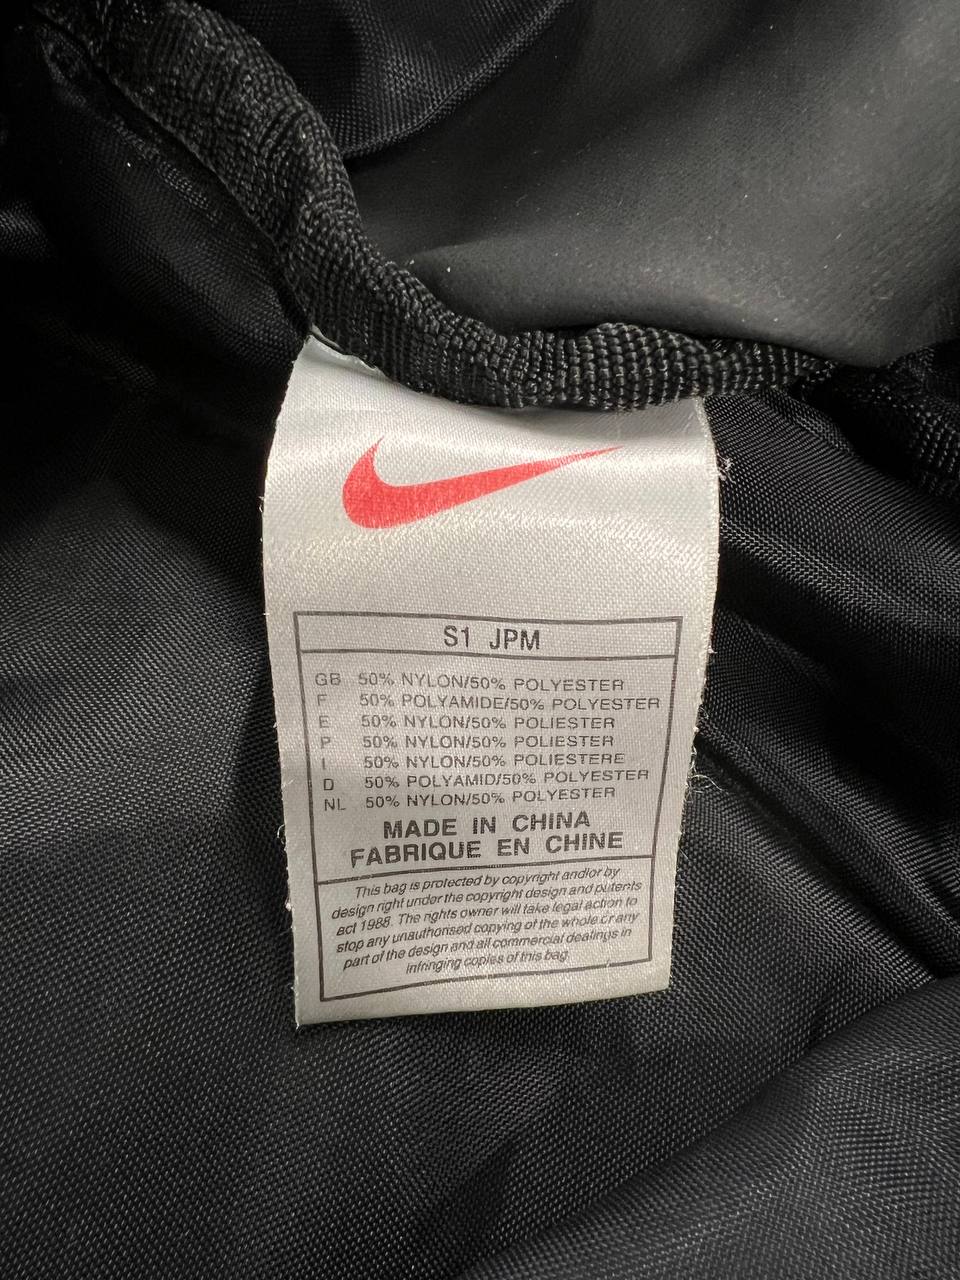 S1 JPM
GB 50% NYLON/50% POLYESTER
F 50% POLYAMIDE/50% POLYESTER
E 50% NYLON/50% POLIESTER
P 50% NYLON/50% POLIESTER
I 50% NYLON/50% POLIESTERE
D 50% POLYAMID/50% POLYESTER
NL 50% NYLON/50% POLYESTER
MADE IN CHINA
FABRIQUE EN CHINE
This bag is protected by copyright and/or by
design right under the copyright design and patents
act 1988. The rights owner will take legal action to
stop any unauthorised copying of the whole or any
part of the design and all commercial dealings in
infringing copies of this bag